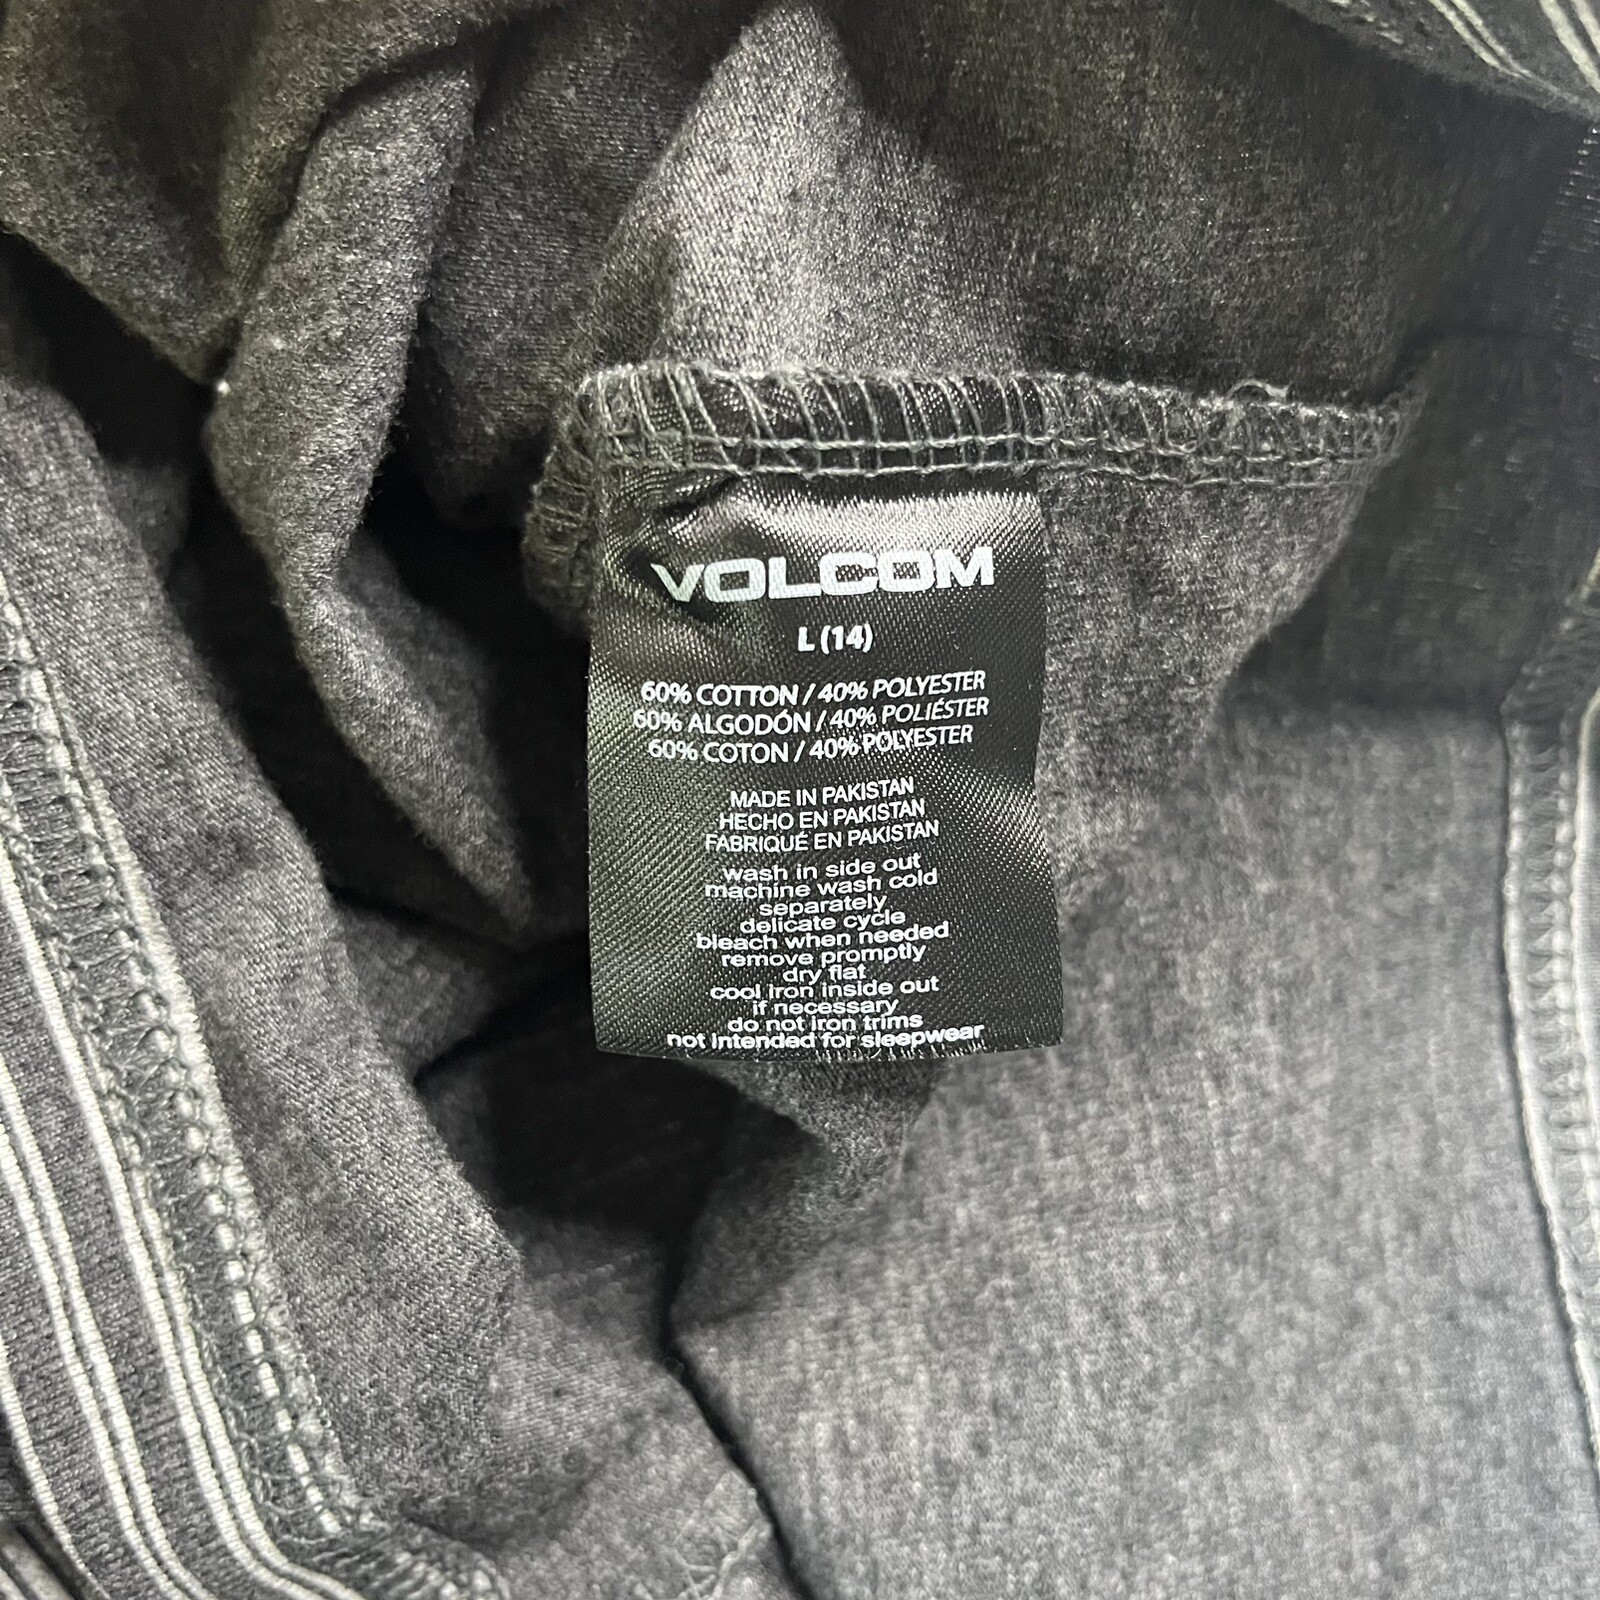 VOLCOM
L (14)
60% COTTON / 40% POLYESTER
60% ALGODÓN / 40% POLIÉSTER
60% COTON / 40% POLYESTER
MADE IN PAKISTAN
HECHO EN PAKISTAN
FABRIQUÉ EN PAKISTAN
wash in side out
machine wash cold
separately
delicate cycle
bleach when needed
remove promptly
dry flat
cool iron inside out
if necessary
do not iron trims
not intended for sleepwear